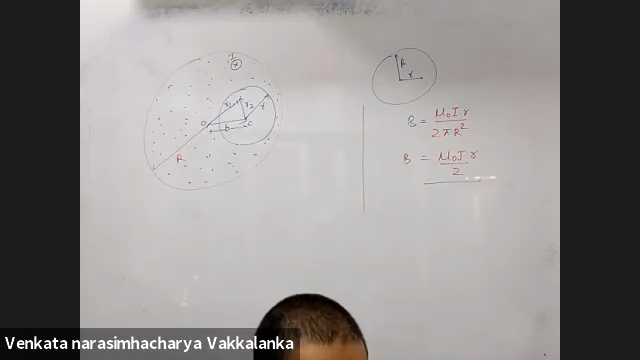 I
r₁
r₂
r
O
b
C
R
R
r
B = μ₀Ir / 2πR²
B = μ₀Jr / 2
Venkata narasimhacharya Vakkalanka